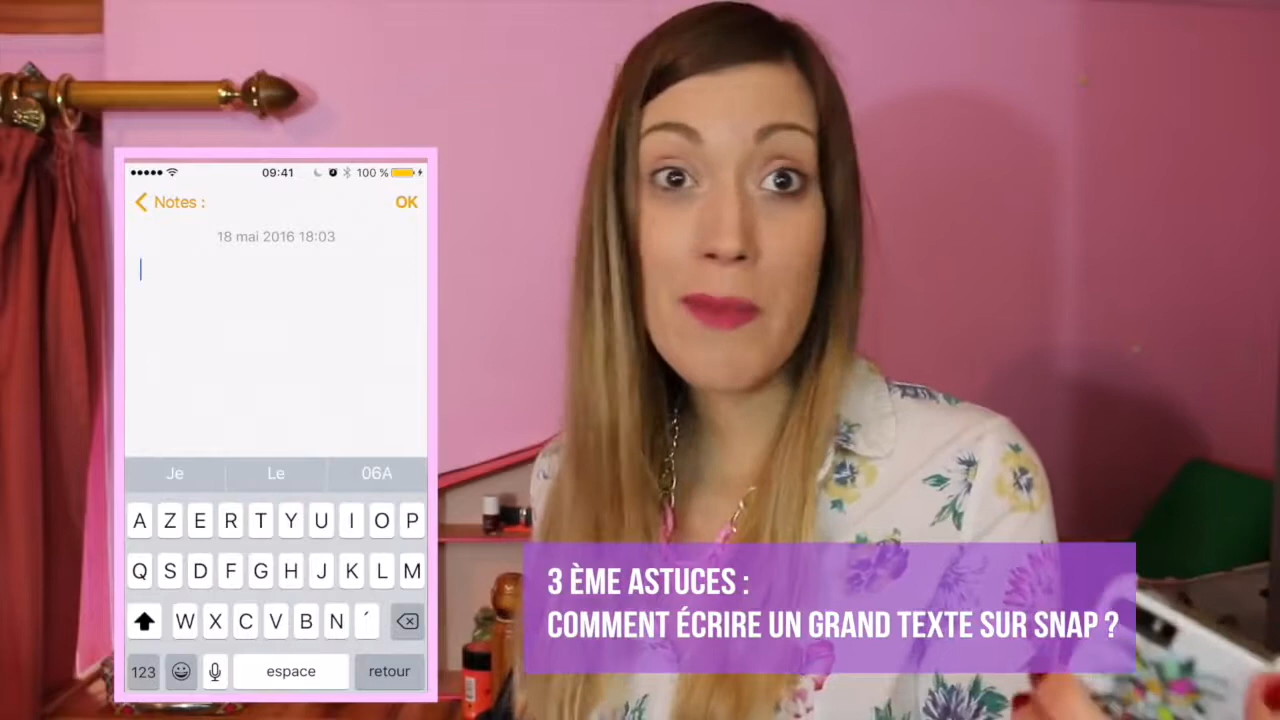 09:41
100 %
Notes :
OK
18 mai 2016 18:03
Je Le 06A
A Z E R T Y U I O P
Q S D F G H J K L M
W X C V B N ´
123 espace retour
3 ÈME ASTUCES :
COMMENT ÉCRIRE UN GRAND TEXTE SUR SNAP ?